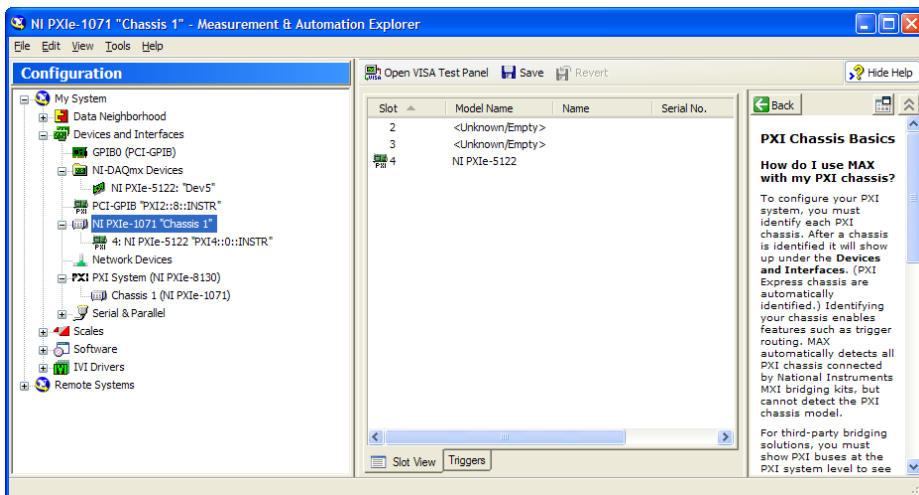 NI PXIe-1071 "Chassis 1" - Measurement & Automation Explorer
File Edit View Tools Help
Configuration
My System
Data Neighborhood
Devices and Interfaces
GPIB0 (PCI-GPIB)
NI-DAQmx Devices
NI PXIe-5122: "Dev5"
PCI-GPIB "PXI2::8::INSTR"
NI PXIe-1071 "Chassis 1"
4: NI PXIe-5122 "PXI4::0::INSTR"
Network Devices
PXI PXI System (NI PXIe-8130)
Chassis 1 (NI PXIe-1071)
Serial & Parallel
Scales
Software
IVI Drivers
Remote Systems
Open VISA Test Panel Save Revert
Hide Help
Slot Model Name Name Serial No.
2 <Unknown/Empty>
3 <Unknown/Empty>
4 NI PXIe-5122
Slot View Triggers
Back
PXI Chassis Basics
How do I use MAX
with my PXI chassis?
To configure your PXI
system, you must
identify each PXI
chassis. After a chassis
is identified it will show
up under the Devices
and Interfaces. (PXI
Express chassis are
automatically
identified.) Identifying
your chassis enables
features such as trigger
routing. MAX
automatically detects all
PXI chassis connected
by National Instruments
MXI bridging kits, but
cannot detect the PXI
chassis model.
For third-party bridging
solutions, you must
show PXI buses at the
PXI system level to see